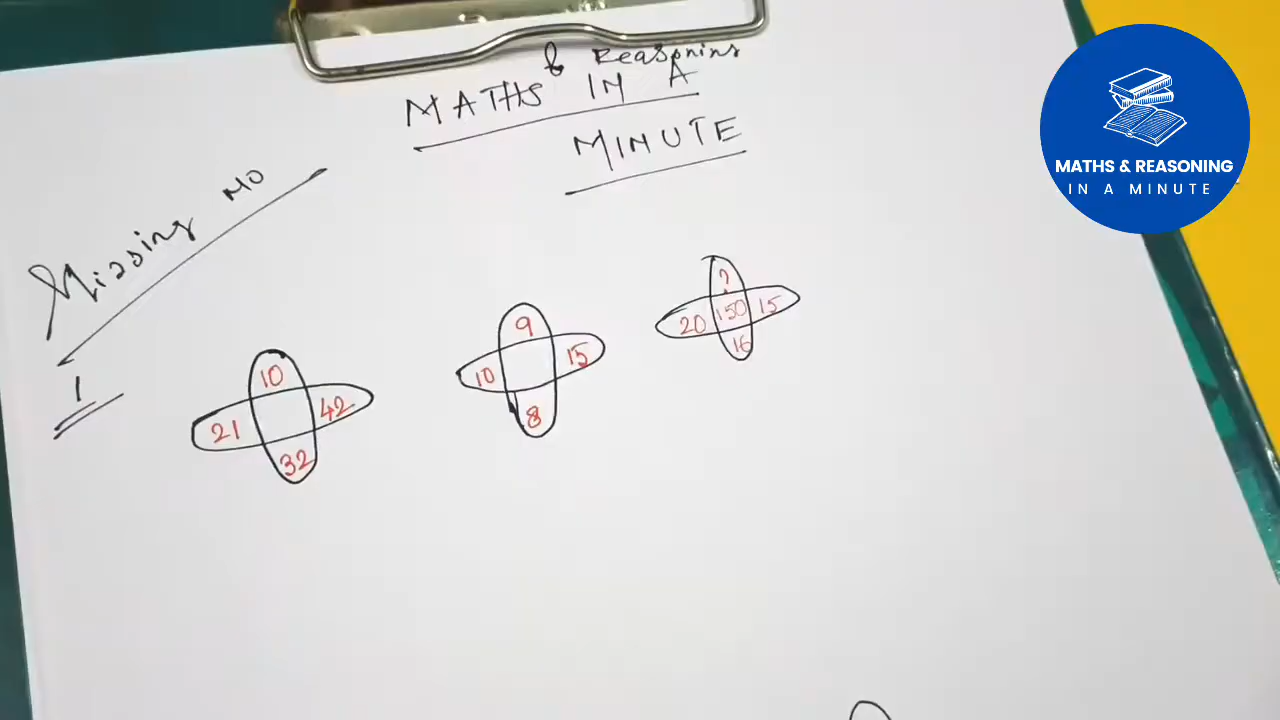 & Reasoning
MATHS IN A
MINUTE
MATHS & REASONING
IN A MINUTE
Missing NO
1
10
21
42
32
9
10
15
8
?
20
150
15
16